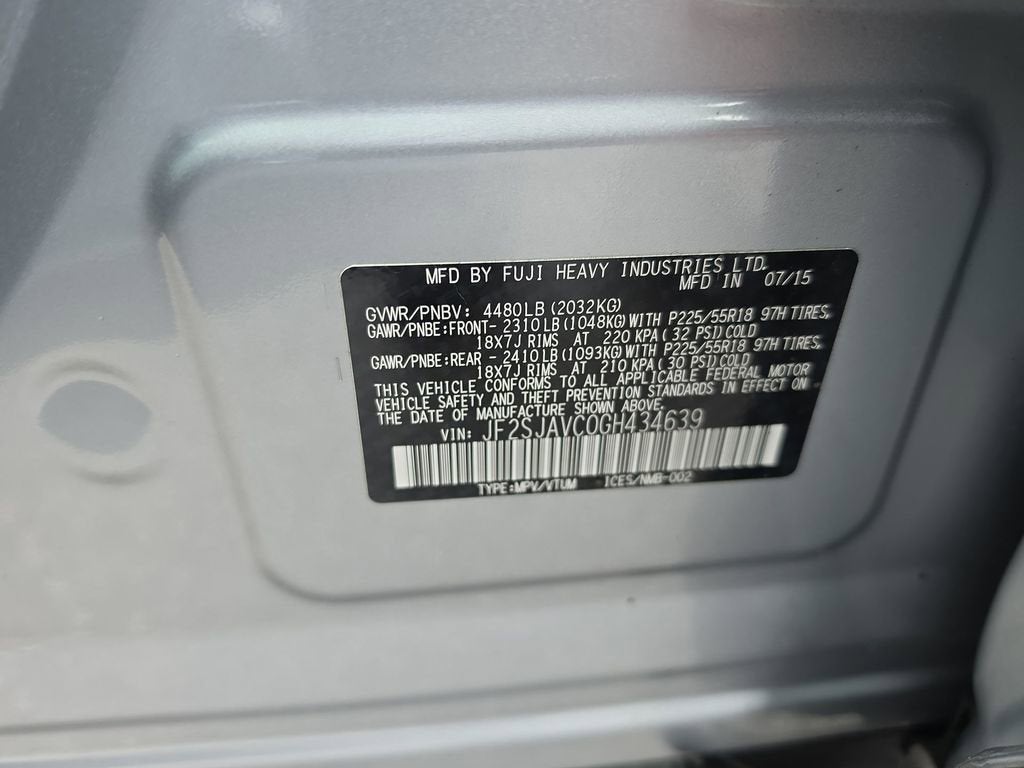 MFD BY FUJI HEAVY INDUSTRIES LTD.
MFD IN 07/15
GVWR/PNBV: 4480LB (2032KG)
GAWR/PNBE:FRONT- 2310LB (1048KG) WITH P225/55R18 97H TIRES,
18X7J RIMS AT 220 KPA (32 PSI) COLD
GAWR/PNBE:REAR - 2410LB (1093KG) WITH P225/55R18 97H TIRES,
18X7J RIMS AT 210 KPA (30 PSI) COLD
THIS VEHICLE CONFORMS TO ALL APPLICABLE FEDERAL MOTOR
VEHICLE SAFETY AND THEFT PREVENTION STANDARDS IN EFFECT ON
THE DATE OF MANUFACTURE SHOWN ABOVE.
VIN: JF2SJAVC0GH434639
TYPE:MPV/VTUM ICES/NMB-002